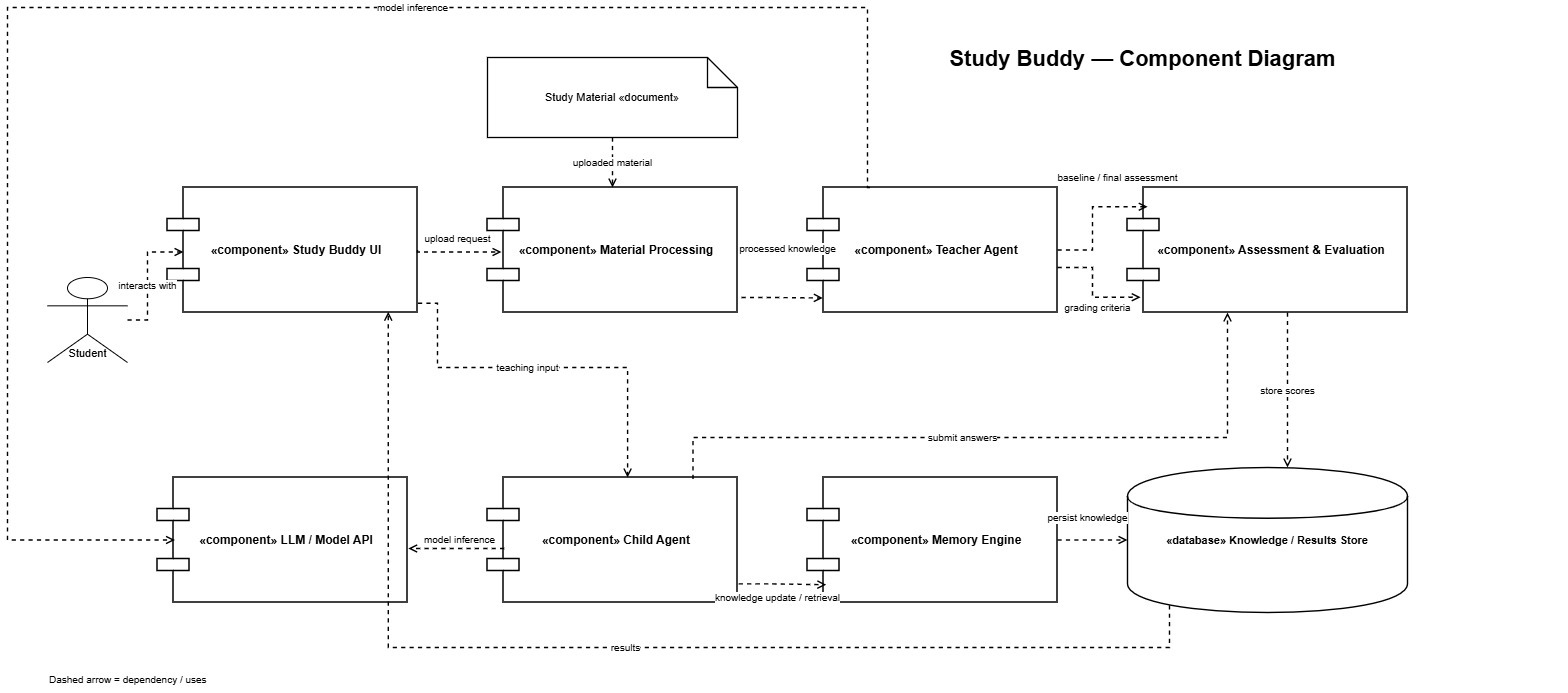 model inference
Study Buddy — Component Diagram
Study Material «document»
uploaded material
baseline / final assessment
«component» Study Buddy UI
upload request
«component» Material Processing
processed knowledge
«component» Teacher Agent
«component» Assessment & Evaluation
interacts with
grading criteria
Student
teaching input
store scores
submit answers
«component» LLM / Model API
model inference
«component» Child Agent
«component» Memory Engine
persist knowledge
«database» Knowledge / Results Store
knowledge update / retrieval
results
Dashed arrow = dependency / uses